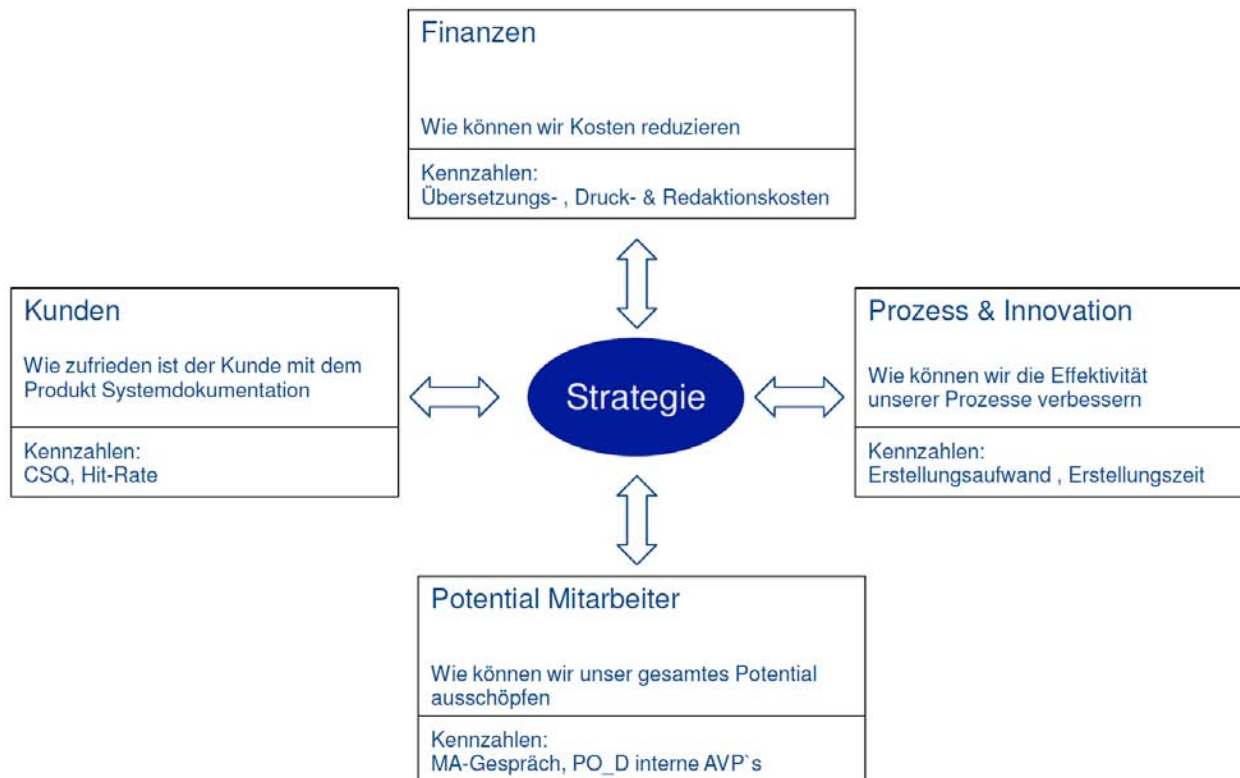 Finanzen
Wie können wir Kosten reduzieren
Kennzahlen:
Übersetzungs- , Druck- & Redaktionskosten
Kunden
Wie zufrieden ist der Kunde mit dem
Produkt Systemdokumentation
Kennzahlen:
CSQ, Hit-Rate
Strategie
Prozess & Innovation
Wie können wir die Effektivität
unserer Prozesse verbessern
Kennzahlen:
Erstellungsaufwand , Erstellungszeit
Potential Mitarbeiter
Wie können wir unser gesamtes Potential
ausschöpfen
Kennzahlen:
MA-Gespräch, PO_D interne AVP`s